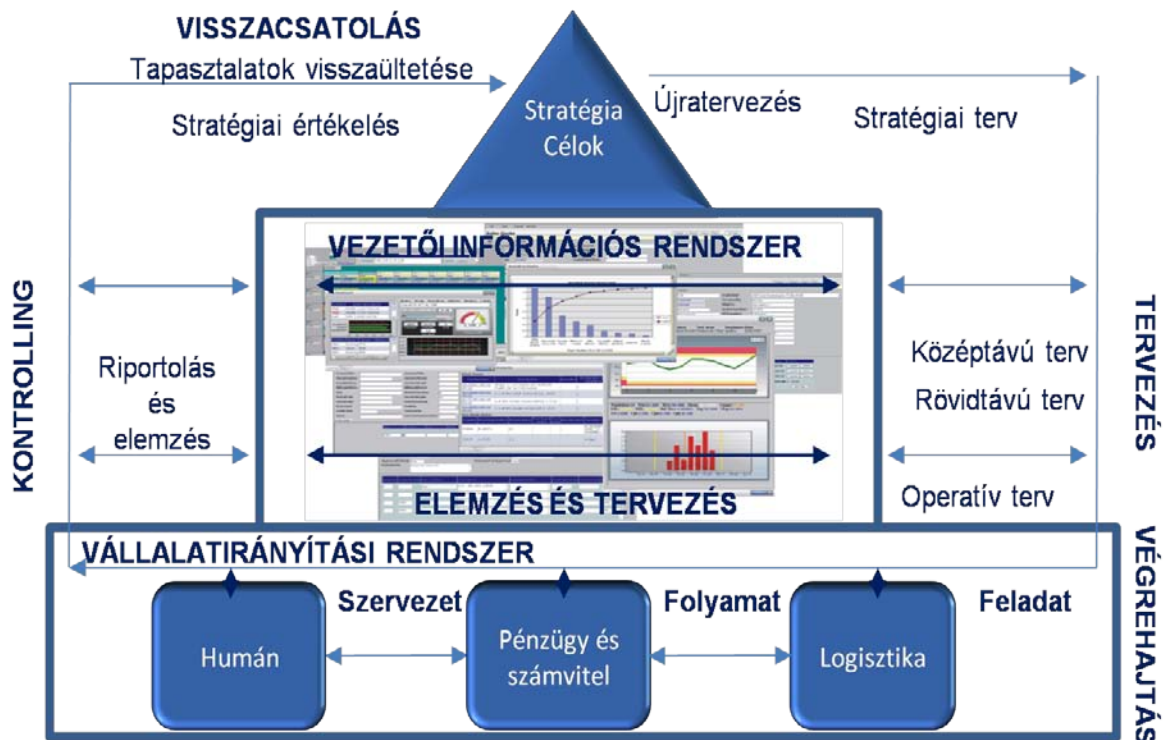 VISSZACSATOLÁS
Tapasztalatok visszaültetése
Stratégiai értékelés
Stratégia
Célok
Újratervezés
Stratégiai terv
KONTROLLING
VEZETŐI INFORMÁCIÓS RENDSZER
Riportolás
és
elemzés
Középtávú terv
Rövidtávú terv
TERVEZÉS
ELEMZÉS ÉS TERVEZÉS
Operatív terv
VÁLLALATIRÁNYÍTÁSI RENDSZER
VÉGREHAJTÁS
Humán
Szervezet
Pénzügy és
számvitel
Folyamat
Logisztika
Feladat